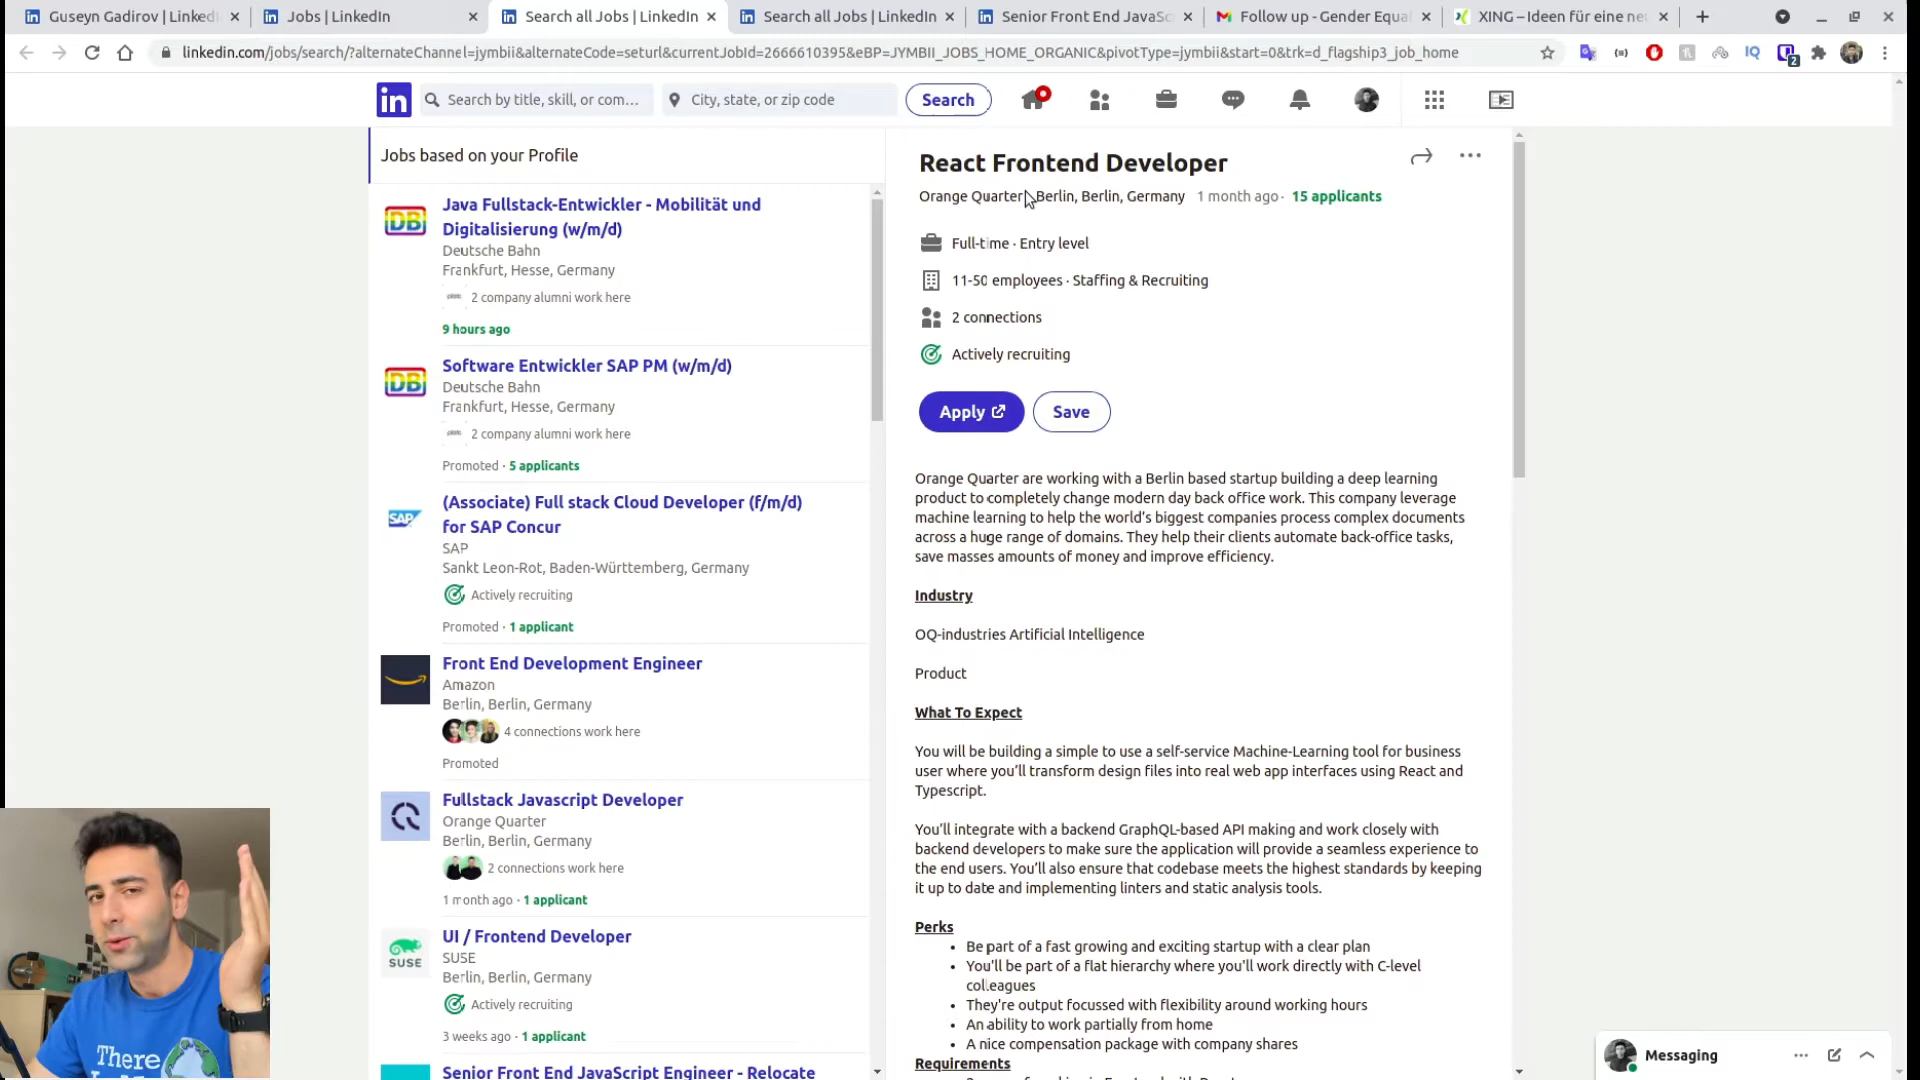 Guseyn Gadirov | Linked
Jobs | LinkedIn
Search all Jobs | LinkedIn
Search all Jobs | LinkedIn
Senior Front End JavaSc
Follow up - Gender Equal
XING – Ideen für eine neu
linkedin.com/jobs/search/?alternateChannel=jymbii&alternateCode=seturl&currentJobId=2666610395&eBP=JYMBII_JOBS_HOME_ORGANIC&pivotType=jymbii&start=0&trk=d_flagship3_job_home
IQ
2
in
Search by title, skill, or com...
City, state, or zip code
Search
Jobs based on your Profile
DB
Java Fullstack-Entwickler - Mobilität und
Digitalisierung (w/m/d)
Deutsche Bahn
Frankfurt, Hesse, Germany
2 company alumni work here
9 hours ago
DB
Software Entwickler SAP PM (w/m/d)
Deutsche Bahn
Frankfurt, Hesse, Germany
2 company alumni work here
Promoted · 5 applicants
SAP
(Associate) Full stack Cloud Developer (f/m/d)
for SAP Concur
SAP
Sankt Leon-Rot, Baden-Württemberg, Germany
Actively recruiting
Promoted · 1 applicant
Front End Development Engineer
Amazon
Berlin, Berlin, Germany
4 connections work here
Promoted
Fullstack Javascript Developer
Orange Quarter
Berlin, Berlin, Germany
2 connections work here
1 month ago · 1 applicant
SUSE
UI / Frontend Developer
SUSE
Berlin, Berlin, Germany
Actively recruiting
3 weeks ago · 1 applicant
Senior Front End JavaScript Engineer - Relocate
React Frontend Developer
Orange Quarter Berlin, Berlin, Germany 1 month ago · 15 applicants
Full-time · Entry level
11-50 employees · Staffing & Recruiting
2 connections
Actively recruiting
Apply
Save
Orange Quarter are working with a Berlin based startup building a deep learning
product to completely change modern day back office work. This company leverage
machine learning to help the world's biggest companies process complex documents
across a huge range of domains. They help their clients automate back-office tasks,
save masses amounts of money and improve efficiency.
Industry
OQ-industries Artificial Intelligence
Product
What To Expect
You will be building a simple to use a self-service Machine-Learning tool for business
user where you'll transform design files into real web app interfaces using React and
Typescript.
You'll integrate with a backend GraphQL-based API making and work closely with
backend developers to make sure the application will provide a seamless experience to
the end users. You'll also ensure that codebase meets the highest standards by keeping
it up to date and implementing linters and static analysis tools.
Perks
• Be part of a fast growing and exciting startup with a clear plan
• You'll be part of a flat hierarchy where you'll work directly with C-level
colleagues
• They're output focussed with flexibility around working hours
• An ability to work partially from home
• A nice compensation package with company shares
Requirements
Messaging
There